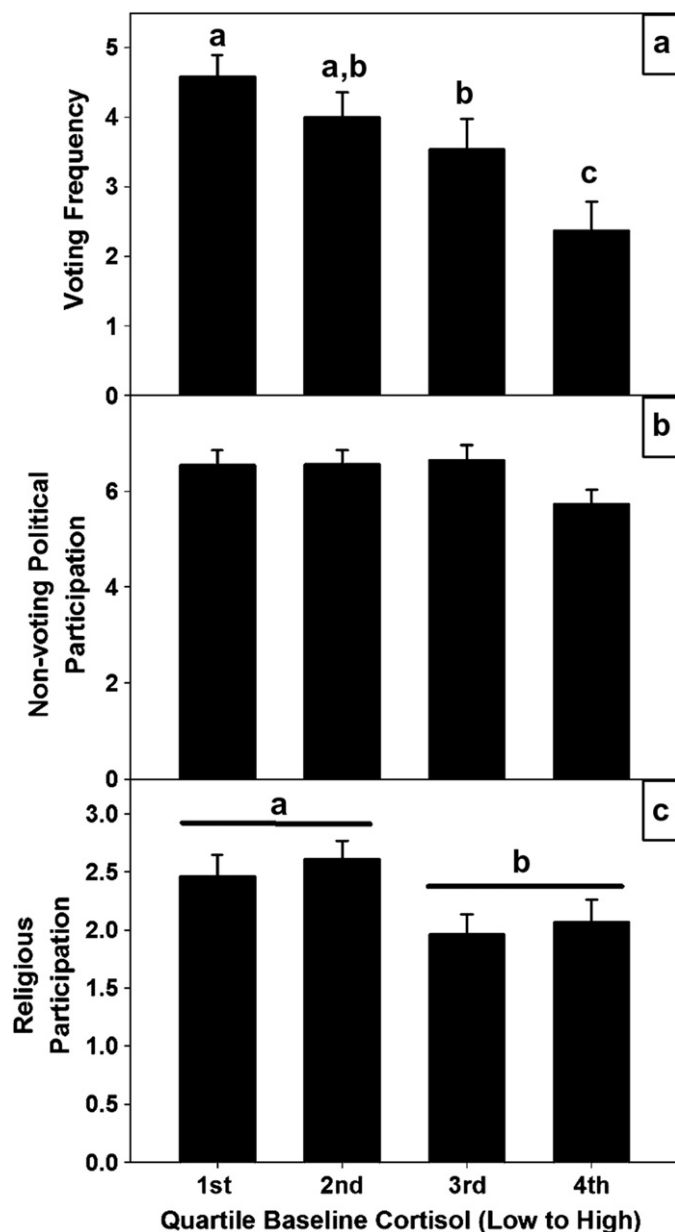 a
5
4
3
2
1
0
Voting Frequency
a
a,b
b
c
b
6
4
2
0
Non-voting Political
Participation
c
3.0
2.5
2.0
1.5
1.0
0.5
0.0
Religious
Participation
a
b
1st 2nd 3rd 4th
Quartile Baseline Cortisol (Low to High)